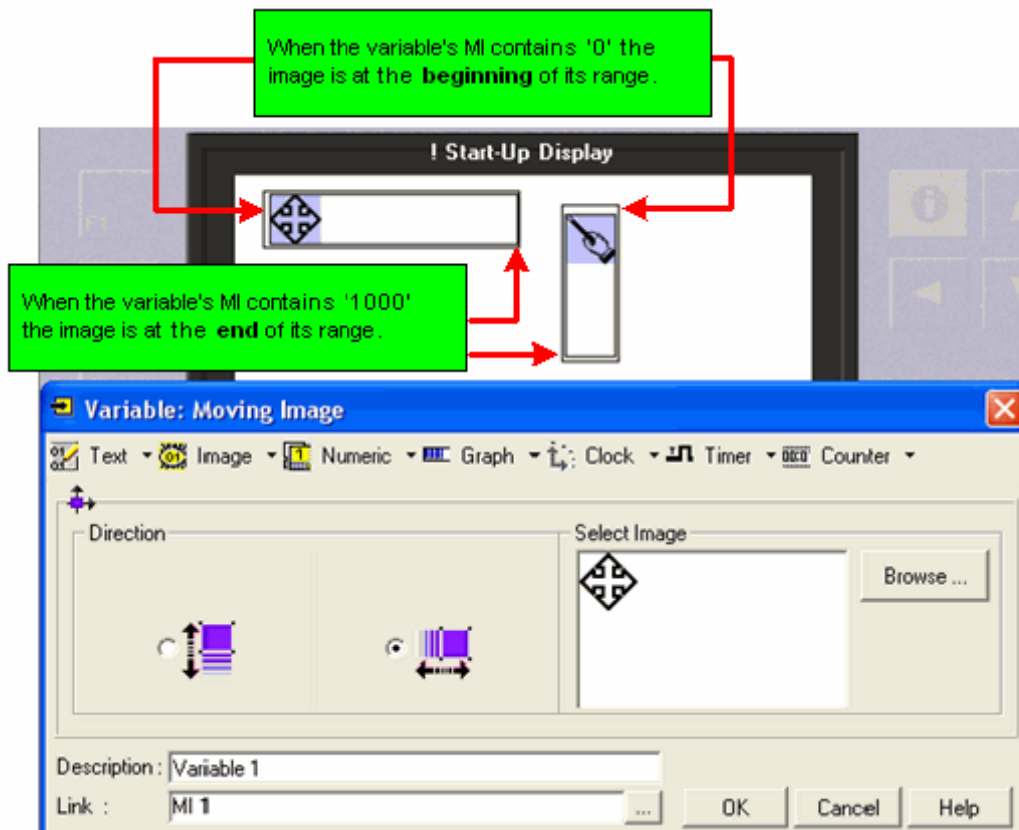 When the variable's MI contains '0' the
image is at the beginning of its range.
! Start-Up Display
F1
When the variable's MI contains '1000'
the image is at the end of its range.
Variable: Moving Image
Text Image Numeric Graph Clock Timer Counter
Direction
Select Image
Browse ...
Description : Variable 1
Link : MI 1 ... OK Cancel Help